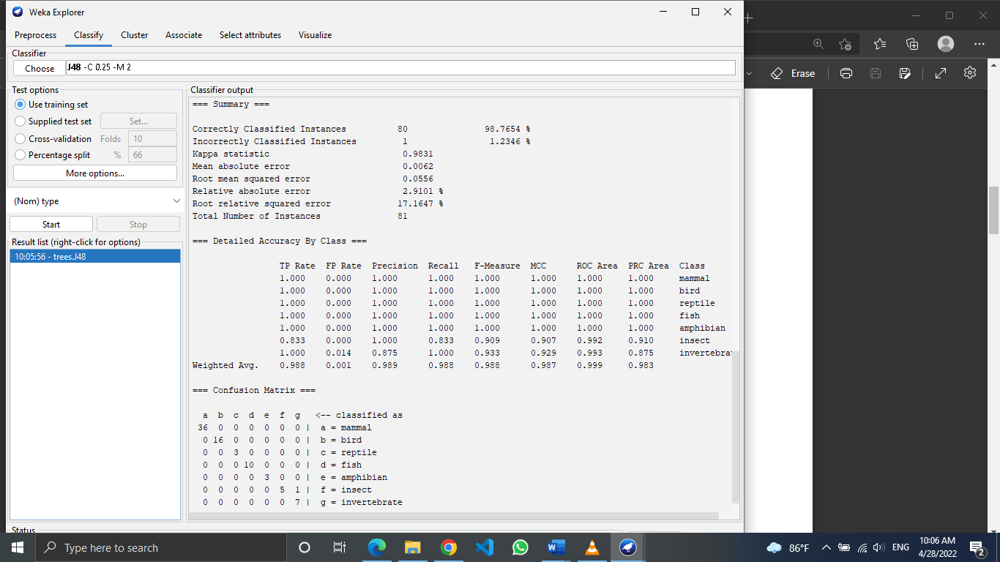 Weka Explorer
Preprocess Classify Cluster Associate Select attributes Visualize
Classifier
Choose J48 -C 0.25 -M 2
Test options
Use training set
Supplied test set Set...
Cross-validation Folds 10
Percentage split % 66
More options...
(Nom) type
Start Stop
Result list (right-click for options)
10:05:56 - trees.J48
Status
Classifier output
=== Summary ===
Correctly Classified Instances 80 98.7654 %
Incorrectly Classified Instances 1 1.2346 %
Kappa statistic 0.9831
Mean absolute error 0.0062
Root mean squared error 0.0556
Relative absolute error 2.9101 %
Root relative squared error 17.1647 %
Total Number of Instances 81
=== Detailed Accuracy By Class ===
TP Rate FP Rate Precision Recall F-Measure MCC ROC Area PRC Area Class
1.000 0.000 1.000 1.000 1.000 1.000 1.000 1.000 mammal
1.000 0.000 1.000 1.000 1.000 1.000 1.000 1.000 bird
1.000 0.000 1.000 1.000 1.000 1.000 1.000 1.000 reptile
1.000 0.000 1.000 1.000 1.000 1.000 1.000 1.000 fish
1.000 0.000 1.000 1.000 1.000 1.000 1.000 1.000 amphibian
0.833 0.000 1.000 0.833 0.909 0.907 0.992 0.910 insect
1.000 0.014 0.875 1.000 0.933 0.929 0.993 0.875 invertebra
Weighted Avg. 0.988 0.001 0.989 0.988 0.988 0.987 0.999 0.983
=== Confusion Matrix ===
a b c d e f g <-- classified as
36 0 0 0 0 0 0 | a = mammal
0 16 0 0 0 0 0 | b = bird
0 0 3 0 0 0 0 | c = reptile
0 0 0 10 0 0 0 | d = fish
0 0 0 0 3 0 0 | e = amphibian
0 0 0 0 0 5 1 | f = insect
0 0 0 0 0 0 7 | g = invertebrate
Erase
Type here to search
86°F ENG
10:06 AM
4/28/2022
2